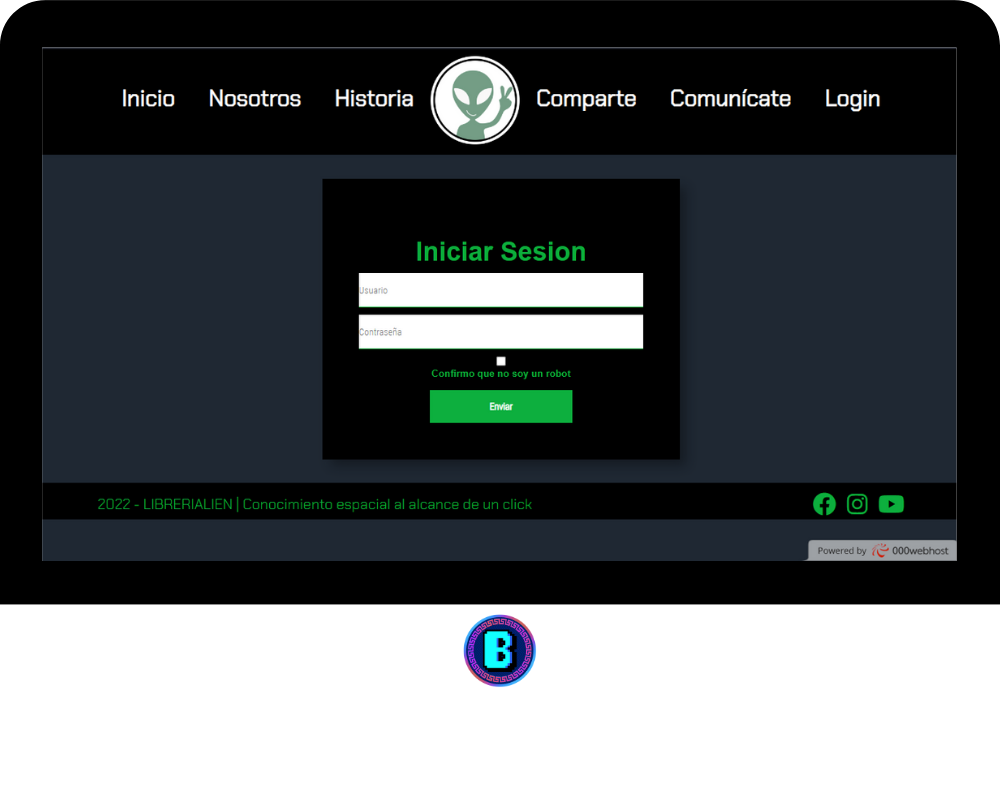 Inicio Nosotros Historia Comparte Comunícate Login
Iniciar Sesion
Usuario
Contraseña
Confirmo que no soy un robot
Enviar
2022 - LIBRERIALIEN | Conocimiento espacial al alcance de un click
Powered by 000webhost
B